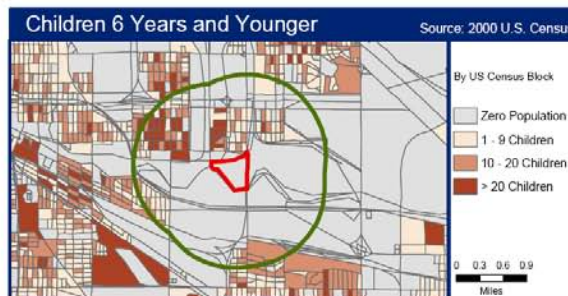 Children 6 Years and Younger
Source: 2000 U.S. Census
By US Census Block
Zero Population
1 - 9 Children
10 - 20 Children
> 20 Children
0 0.3 0.6 0.9
Miles